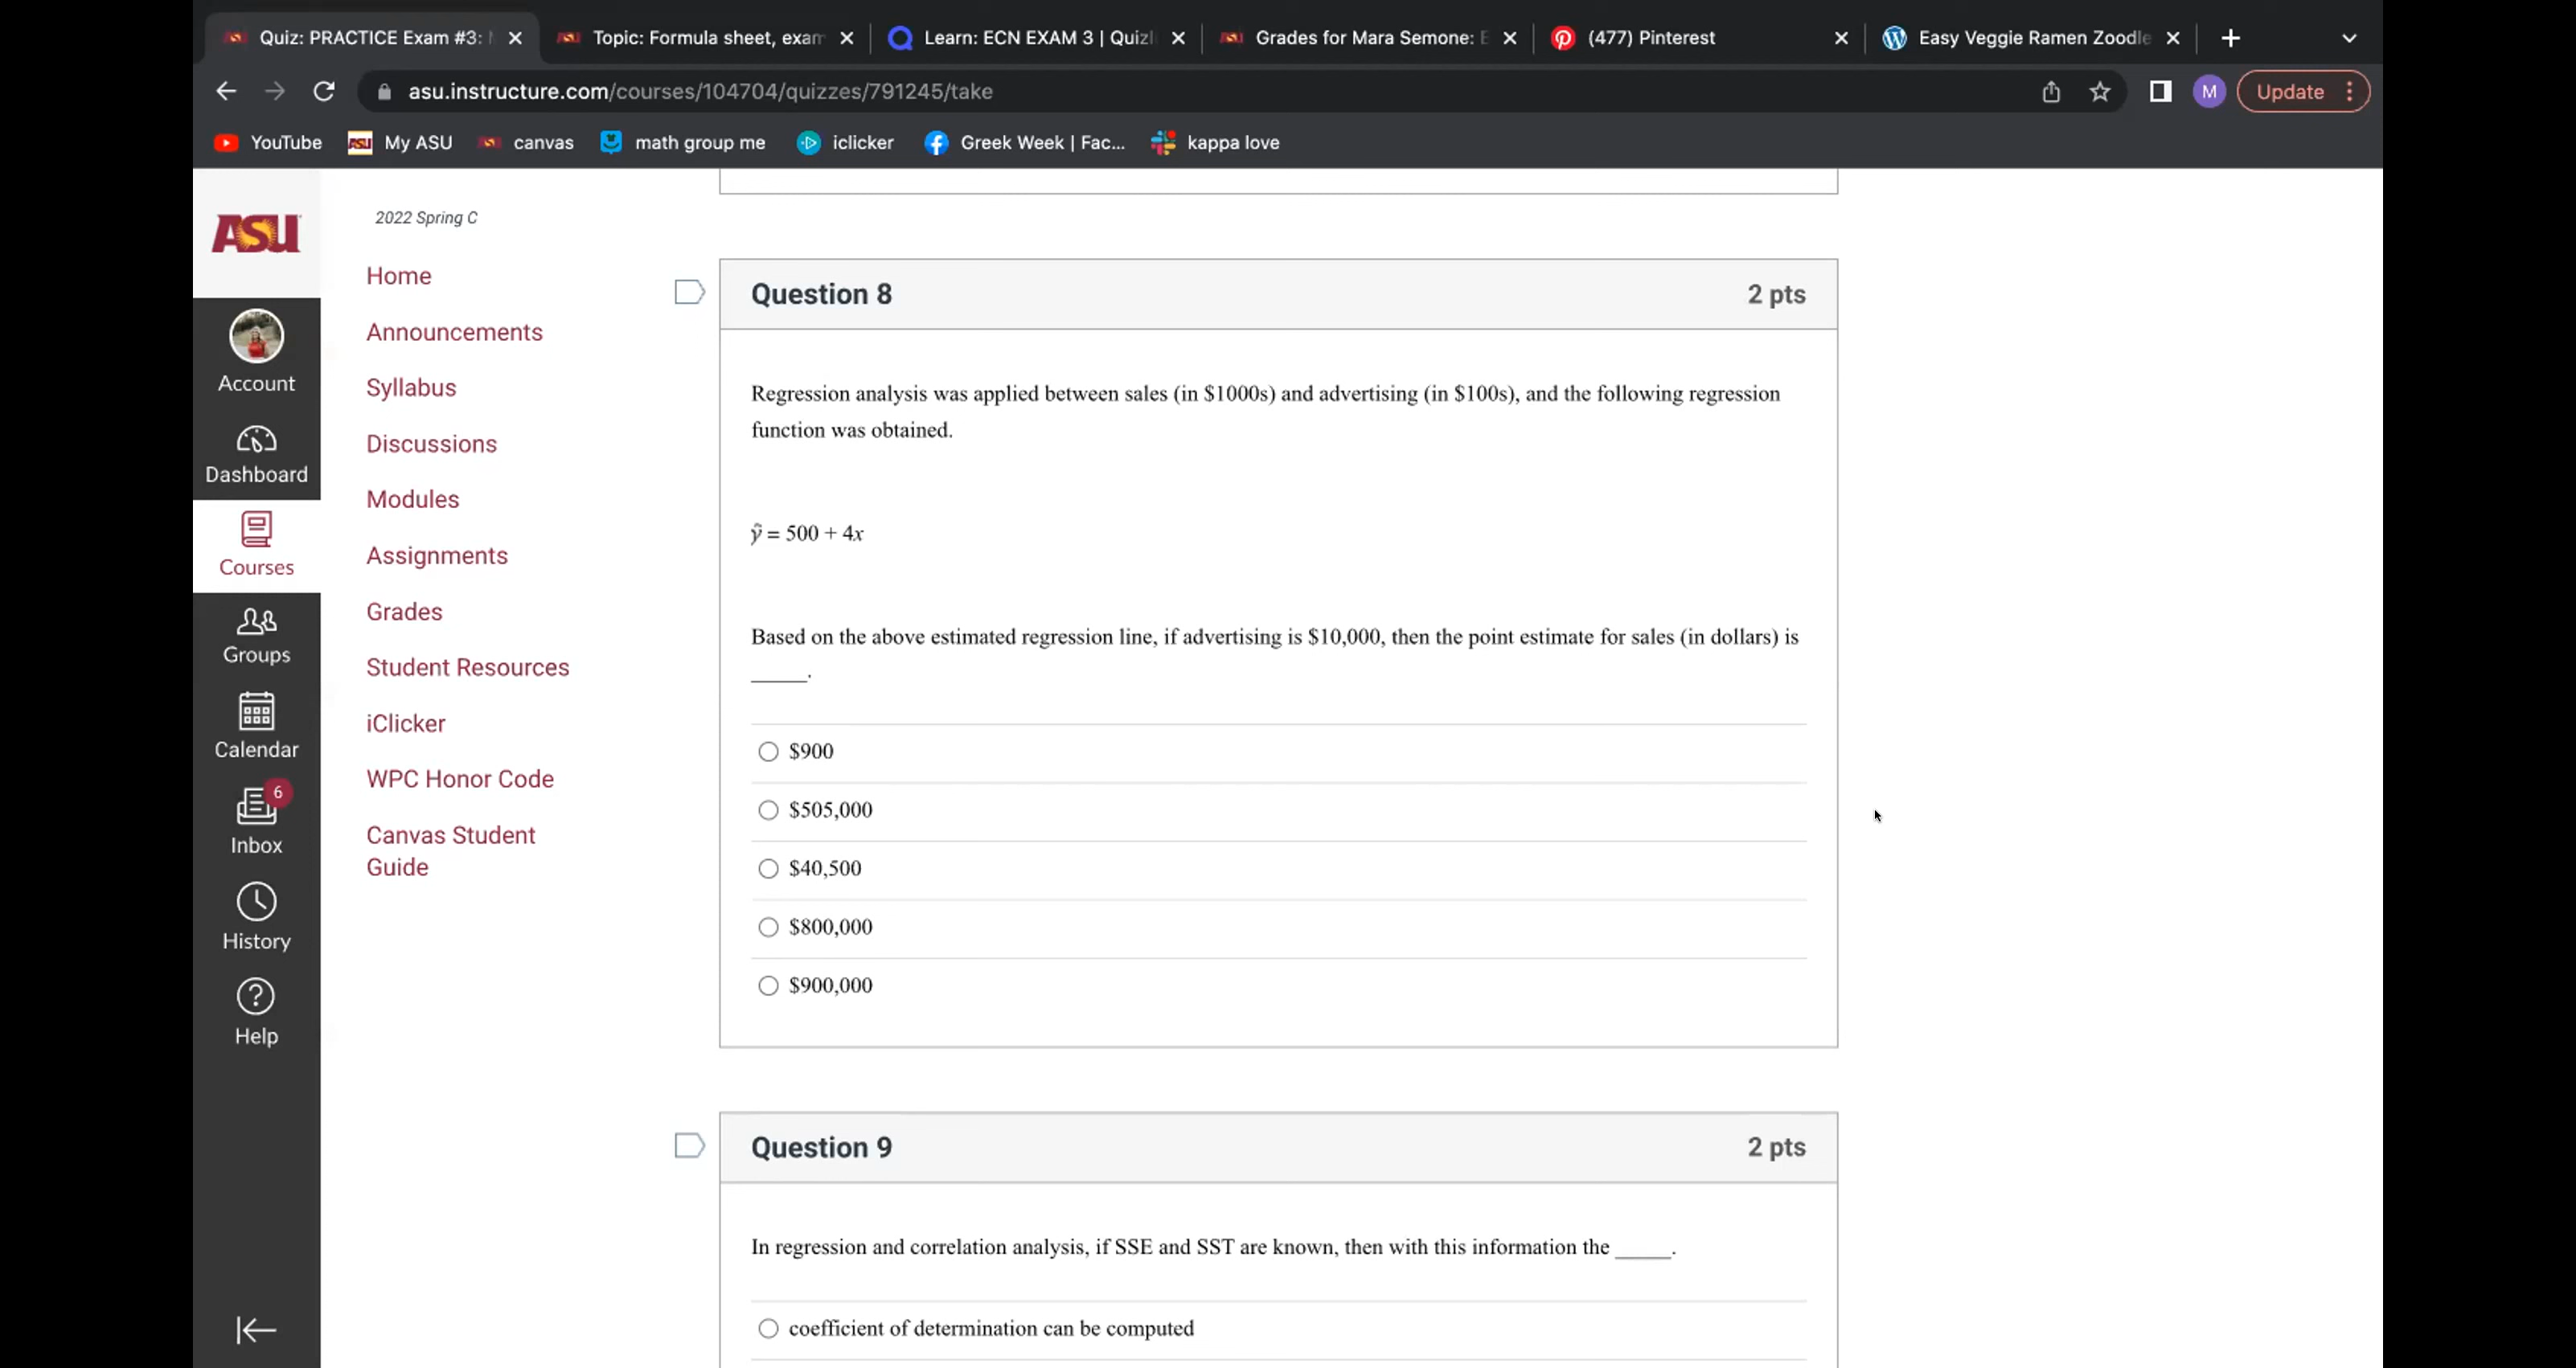 Quiz: PRACTICE Exam #3:
Topic: Formula sheet, exam
Learn: ECN EXAM 3 | Quizl
Grades for Mara Semone: E
(477) Pinterest
Easy Veggie Ramen Zoodle
asu.instructure.com/courses/104704/quizzes/791245/take
M
Update
YouTube
My ASU
canvas
math group me
iclicker
Greek Week | Fac...
kappa love
ASU
Account
Dashboard
Courses
Groups
Calendar
6
Inbox
History
Help
2022 Spring C
Home
Announcements
Syllabus
Discussions
Modules
Assignments
Grades
Student Resources
iClicker
WPC Honor Code
Canvas Student
Guide
Question 8
2 pts
Regression analysis was applied between sales (in $1000s) and advertising (in $100s), and the following regression
function was obtained.
ŷ = 500 + 4x
Based on the above estimated regression line, if advertising is $10,000, then the point estimate for sales (in dollars) is
_____.
$900
$505,000
$40,500
$800,000
$900,000
Question 9
2 pts
In regression and correlation analysis, if SSE and SST are known, then with this information the _____.
coefficient of determination can be computed